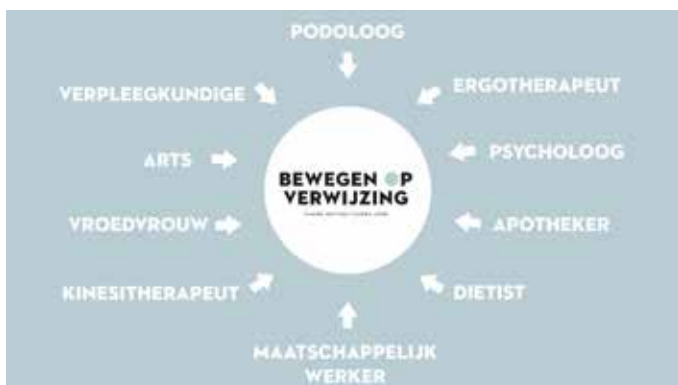 PODOLOOG
VERPLEEGKUNDIGE
ERGOTHERAPEUT
ARTS
PSYCHOLOOG
BEWEGEN OP
VERWIJZING
VROEDVROUW
APOTHEKER
KINESITHERAPEUT
DIETIST
MAATSCHAPPELIJK
WERKER